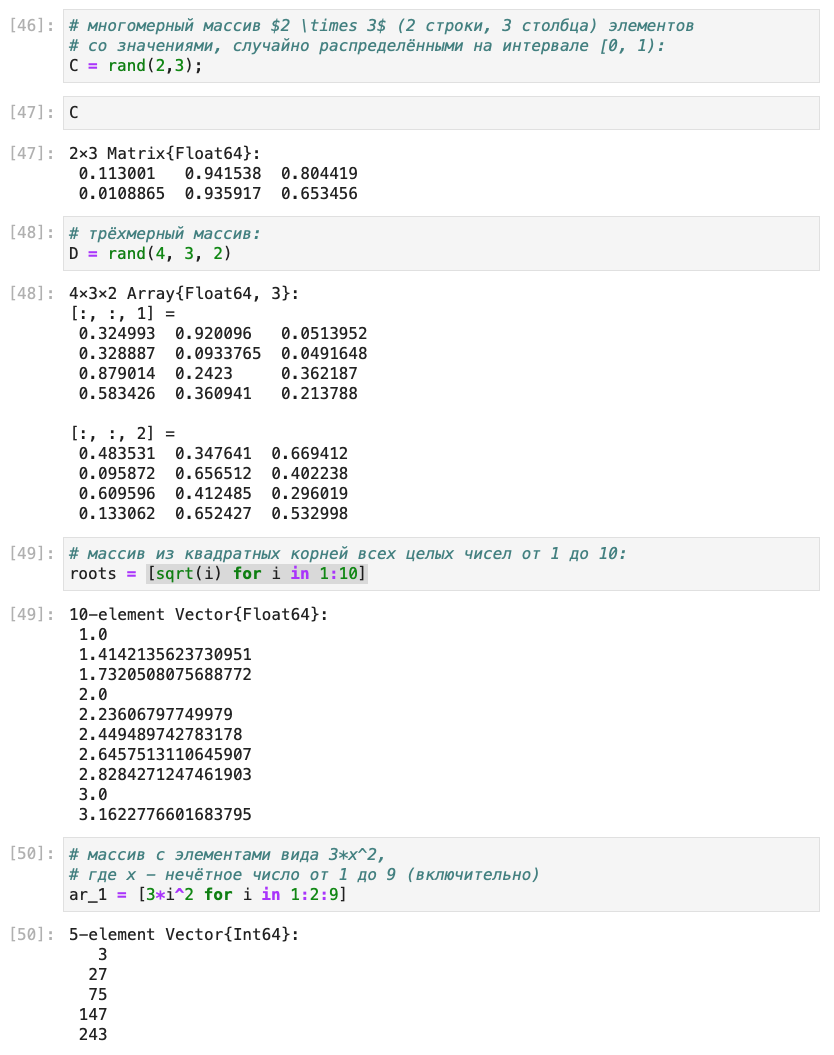 [46]: # многомерный массив $2 \times 3$ (2 строки, 3 столбца) элементов
# со значениями, случайно распределёнными на интервале [0, 1):
C = rand(2,3);
[47]: C
[47]: 2×3 Matrix{Float64}:
0.113001 0.941538 0.804419
0.0108865 0.935917 0.653456
[48]: # трёхмерный массив:
D = rand(4, 3, 2)
[48]: 4×3×2 Array{Float64, 3}:
[:, :, 1] =
0.324993 0.920096 0.0513952
0.328887 0.0933765 0.0491648
0.879014 0.2423 0.362187
0.583426 0.360941 0.213788
[:, :, 2] =
0.483531 0.347641 0.669412
0.095872 0.656512 0.402238
0.609596 0.412485 0.296019
0.133062 0.652427 0.532998
[49]: # массив из квадратных корней всех целых чисел от 1 до 10:
roots = [sqrt(i) for i in 1:10]
[49]: 10-element Vector{Float64}:
1.0
1.4142135623730951
1.7320508075688772
2.0
2.23606797749979
2.449489742783178
2.6457513110645907
2.8284271247461903
3.0
3.1622776601683795
[50]: # массив с элементами вида 3*x^2,
# где x - нечётное число от 1 до 9 (включительно)
ar_1 = [3*i^2 for i in 1:2:9]
[50]: 5-element Vector{Int64}:
3
27
75
147
243